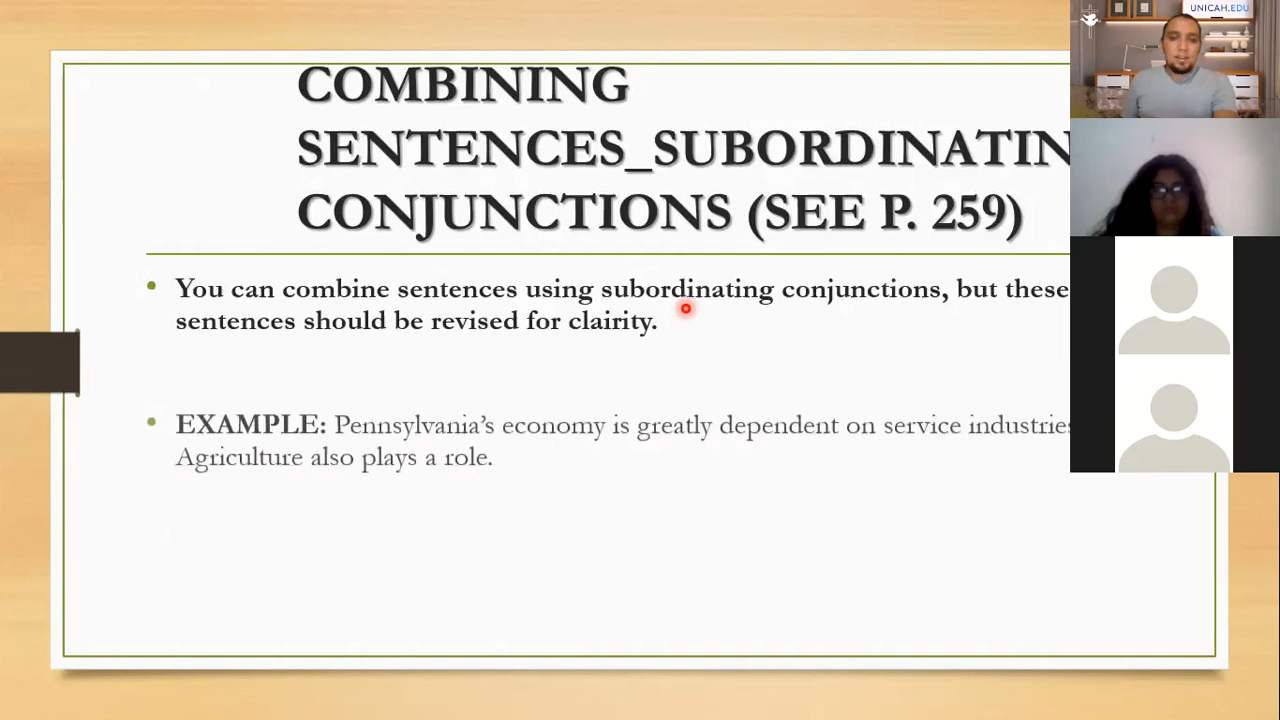 UNICAH.EDU
COMBINING
SENTENCES_SUBORDINATIN
CONJUNCTIONS (SEE P. 259)
• You can combine sentences using subordinating conjunctions, but these
sentences should be revised for clairity.
• EXAMPLE: Pennsylvania’s economy is greatly dependent on service industries
Agriculture also plays a role.